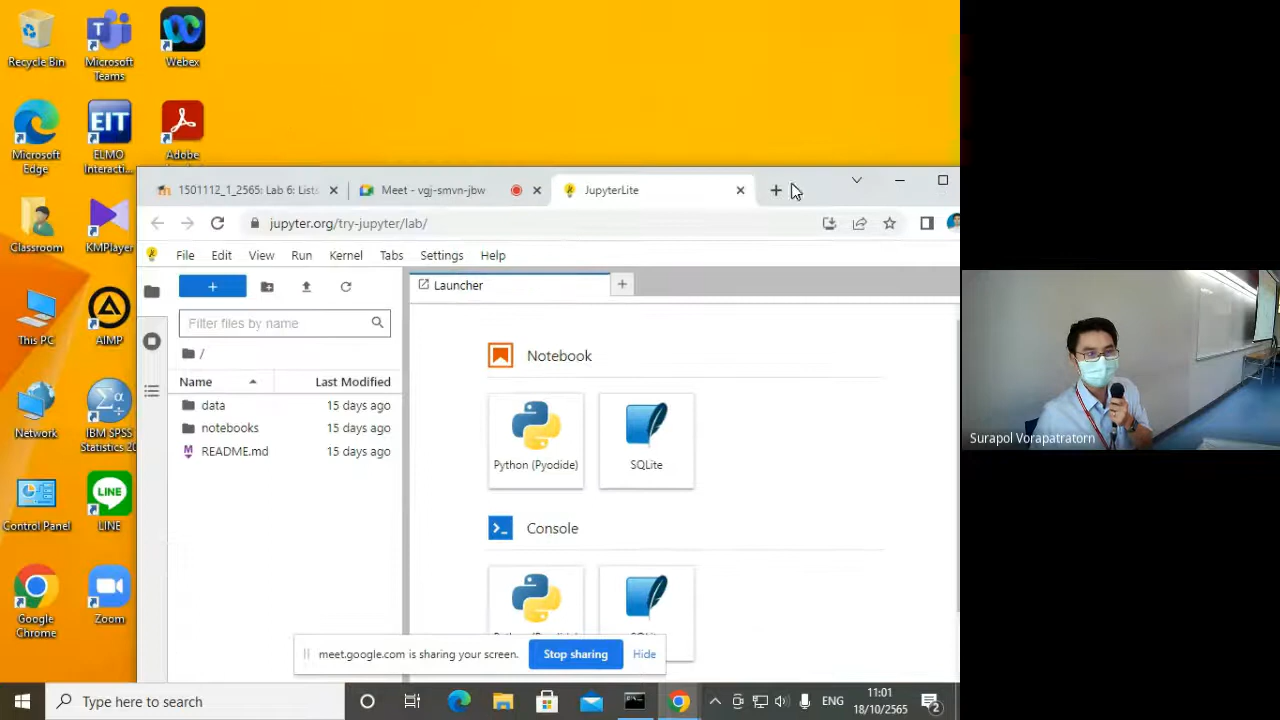 Recycle Bin
Microsoft
Teams
Webex
Microsoft
Edge
EIT
ELMO
Interacti...
Adobe
Classroom
KMPlayer
This PC
AIMP
Network
IBM SPSS
Control Panel
LINE
LINE
Google
Chrome
Zoom
1501112_1_2565: Lab 6: Lists
Meet - vgj-smvn-jbw
JupyterLite
jupyter.org/try-jupyter/lab/
File Edit View Run Kernel Tabs Settings Help
Launcher
Filter files by name
/
Name Last Modified
data 15 days ago
notebooks 15 days ago
README.md 15 days ago
Notebook
Python (Pyodide)
SQLite
Console
meet.google.com is sharing your screen.
Stop sharing
Hide
Type here to search
ENG
11:01
18/10/2565
2
Surapol Vorapatratorn